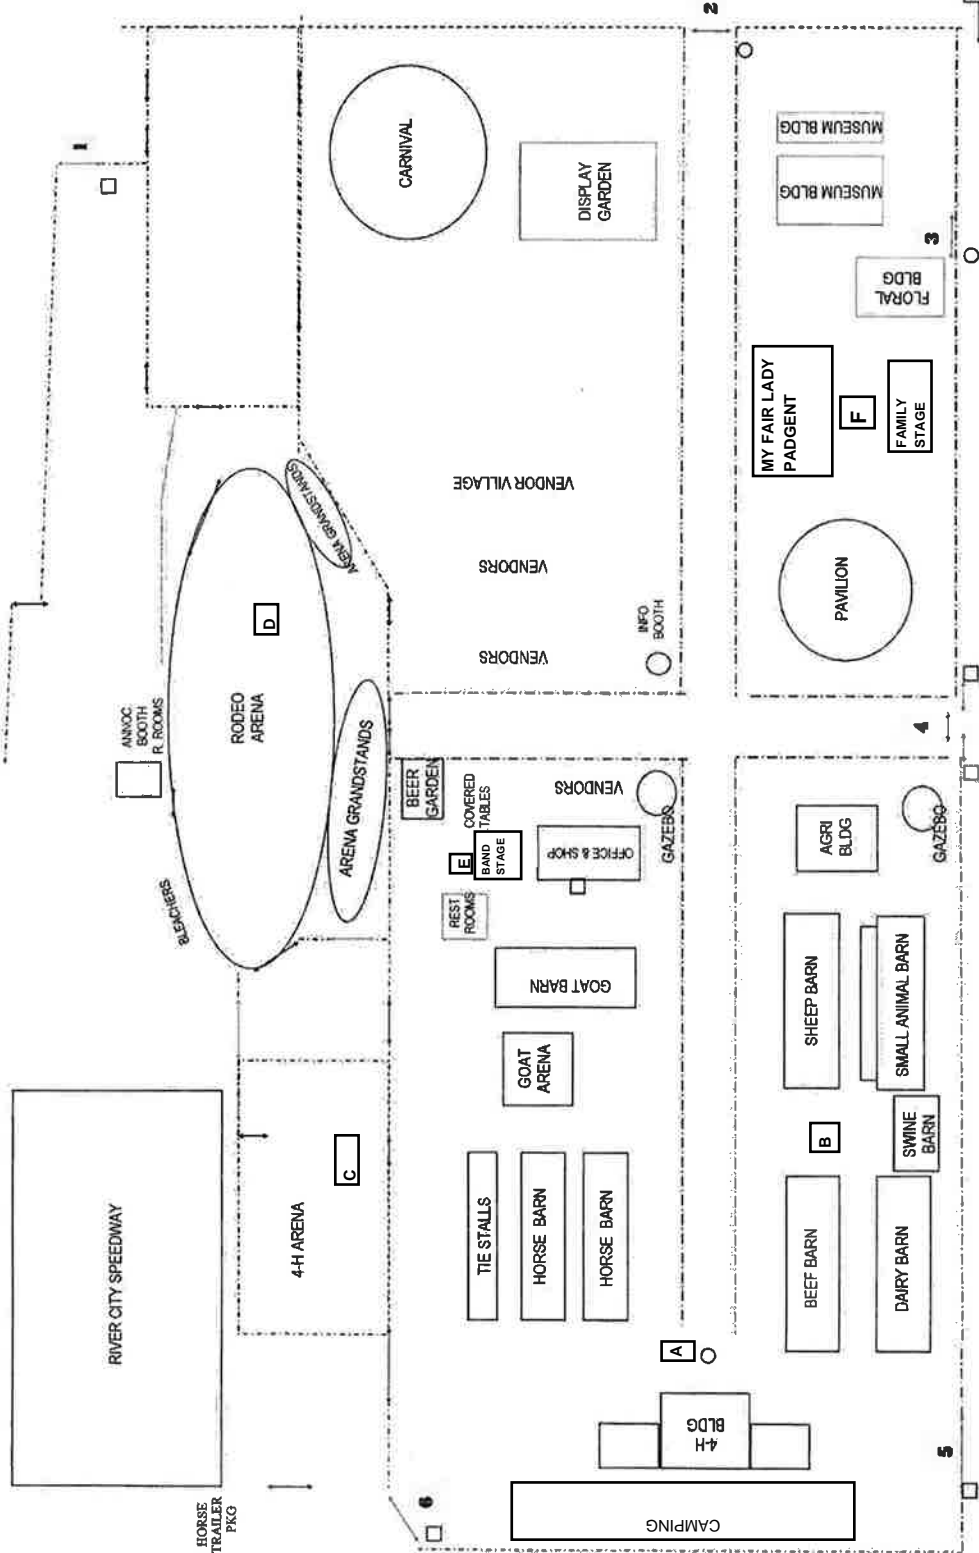 1
2
CARNIVAL
DISPLAY
GARDEN
MUSEUM BLDG
MUSEUM BLDG
3
FLORAL
BLDG
MY FAIR LADY
PADGENT
F
FAMILY
STAGE
ARENA GRANDSTANDS
VENDOR VILLAGE
VENDORS
VENDORS
INFO
BOOTH
PAVILION
D
RODEO
ARENA
ANNOC
BOOTH
R. ROOMS
4
ARENA GRANDSTANDS
BLEACHERS
BEER
GARDEN
COVERED
TABLES
VENDORS
E
BAND
STAGE
OFFICE & SHOP
GAZEBO
REST
ROOMS
AGRI
BLDG
GAZEBO
GOAT BARN
GOAT
ARENA
SHEEP BARN
SMALL ANIMAL BARN
SWINE
BARN
B
RIVER CITY SPEEDWAY
4-H ARENA
C
TIE STALLS
HORSE BARN
HORSE BARN
BEEF BARN
DAIRY BARN
A
4-H
BLDG
CAMPING
5
6
HORSE
TRAILER
PKG